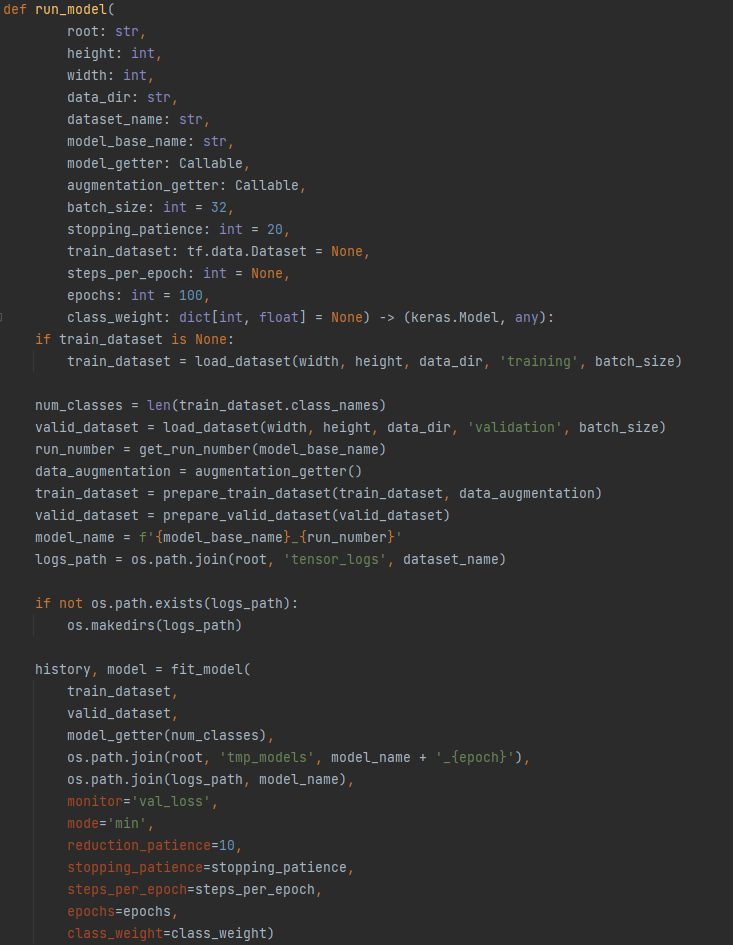 def run_model(
        root: str,
        height: int,
        width: int,
        data_dir: str,
        dataset_name: str,
        model_base_name: str,
        model_getter: Callable,
        augmentation_getter: Callable,
        batch_size: int = 32,
        stopping_patience: int = 20,
        train_dataset: tf.data.Dataset = None,
        steps_per_epoch: int = None,
        epochs: int = 100,
        class_weight: dict[int, float] = None) -> (keras.Model, any):
    if train_dataset is None:
        train_dataset = load_dataset(width, height, data_dir, 'training', batch_size)

    num_classes = len(train_dataset.class_names)
    valid_dataset = load_dataset(width, height, data_dir, 'validation', batch_size)
    run_number = get_run_number(model_base_name)
    data_augmentation = augmentation_getter()
    train_dataset = prepare_train_dataset(train_dataset, data_augmentation)
    valid_dataset = prepare_valid_dataset(valid_dataset)
    model_name = f'{model_base_name}_{run_number}'
    logs_path = os.path.join(root, 'tensor_logs', dataset_name)

    if not os.path.exists(logs_path):
        os.makedirs(logs_path)

    history, model = fit_model(
        train_dataset,
        valid_dataset,
        model_getter(num_classes),
        os.path.join(root, 'tmp_models', model_name + '_{epoch}'),
        os.path.join(logs_path, model_name),
        monitor='val_loss',
        mode='min',
        reduction_patience=10,
        stopping_patience=stopping_patience,
        steps_per_epoch=steps_per_epoch,
        epochs=epochs,
        class_weight=class_weight)